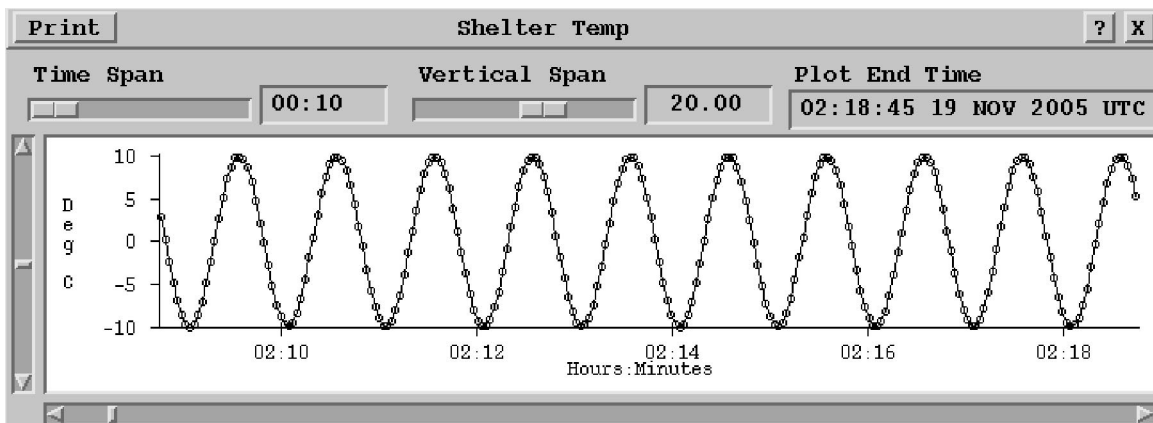 Print Shelter Temp ? X
Time Span Vertical Span Plot End Time
00:10 20.00 02:18:45 19 NOV 2005 UTC
10
5
0
-5
-10
Deg C
02:10 02:12 02:14 02:16 02:18
Hours:Minutes